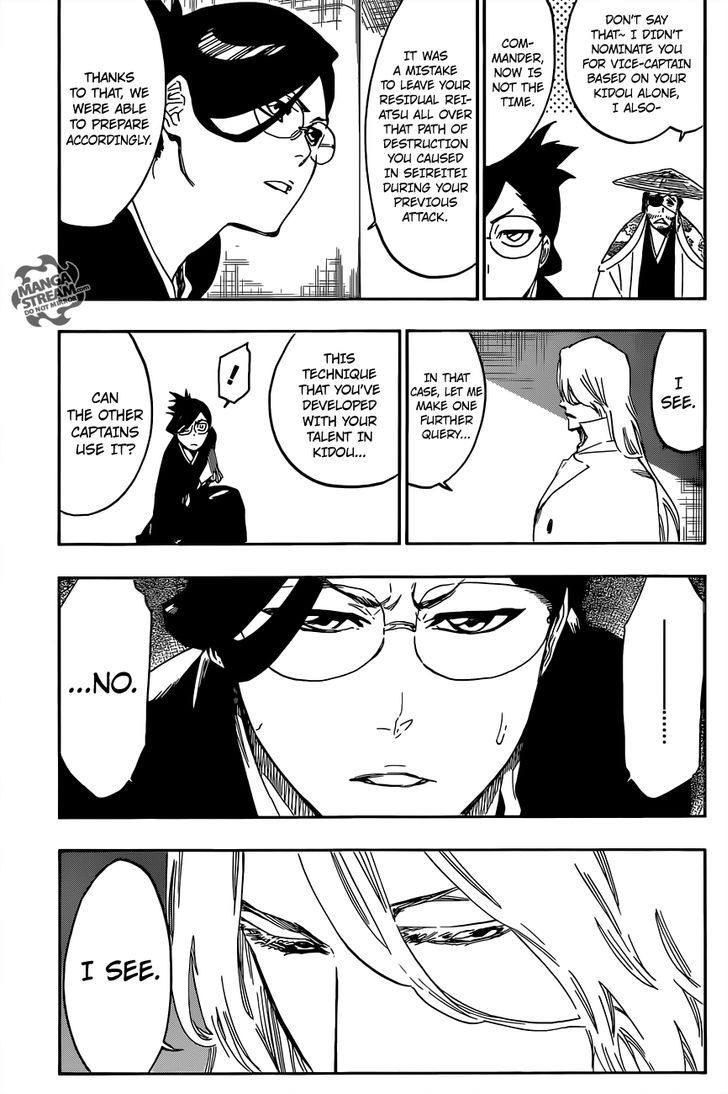 DON'T SAY
THAT~ I DIDN'T
NOMINATE YOU
FOR VICE-CAPTAIN
BASED ON YOUR
KIDOU ALONE,
I ALSO-
COM-
MANDER,
NOW IS
NOT THE
TIME.
IT WAS
A MISTAKE
TO LEAVE YOUR
RESIDUAL REI-
ATSU ALL OVER
THAT PATH OF
DESTRUCTION
YOU CAUSED
IN SEIREITEI
DURING YOUR
PREVIOUS
ATTACK.
THANKS
TO THAT, WE
WERE ABLE
TO PREPARE
ACCORDINGLY.
MANGA
STREAM.com
DO NOT MIRROR
I
SEE.
IN THAT
CASE, LET ME
MAKE ONE
FURTHER
QUERY...
THIS
TECHNIQUE
THAT YOU'VE
DEVELOPED
WITH YOUR
TALENT IN
KIDOU...
!
CAN
THE OTHER
CAPTAINS
USE IT?
...NO.
I SEE.